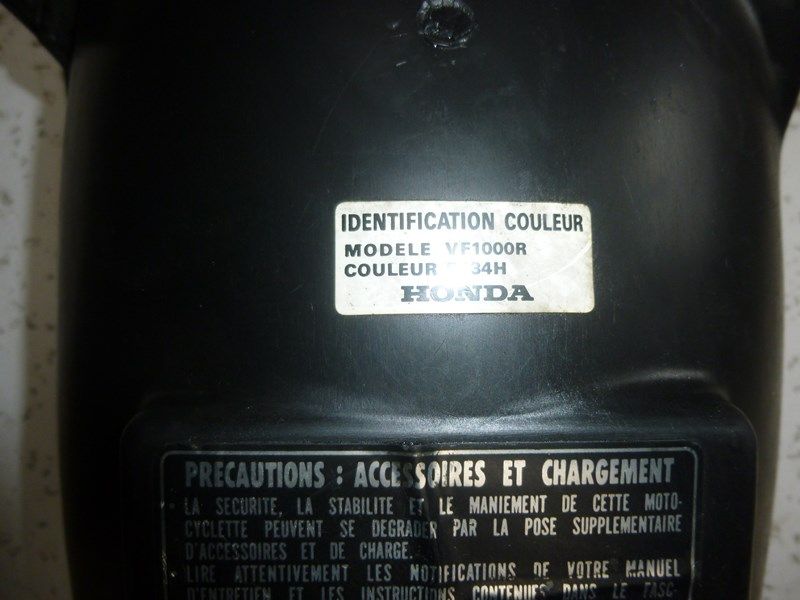 IDENTIFICATION COULEUR
MODELE VF1000R
COULEUR 34H
HONDA
PRECAUTIONS : ACCESSOIRES ET CHARGEMENT
LA SECURITE, LA STABILITE ET LE MANIEMENT DE CETTE MOTO-
CYCLETTE PEUVENT SE DEGRADER PAR LA POSE SUPPLEMENTAIRE
D'ACCESSOIRES ET DE CHARGE.
LIRE ATTENTIVEMENT LES NOTIFICATIONS DE VOTRE MANUEL
D'ENTRETIEN ET LES INSTRUCTIONS CONTENUES DANS LE FASC-